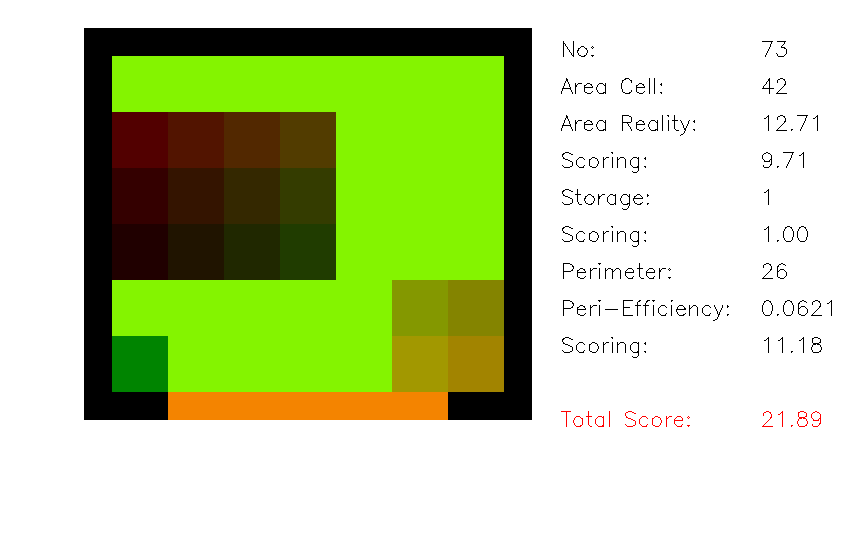 No: 73
Area Cell: 42
Area Reality: 12.71
Scoring: 9.71
Storage: 1
Scoring: 1.00
Perimeter: 26
Peri-Efficiency: 0.0621
Scoring: 11.18
Total Score: 21.89